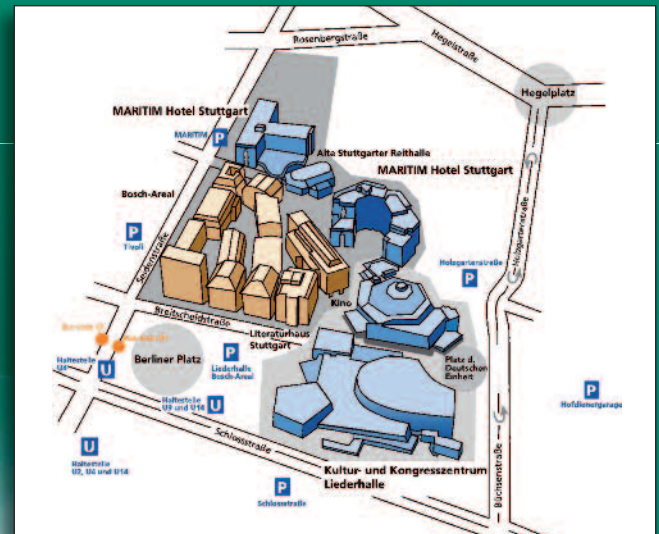 Rosenbergstraße
Hegelstraße
Hegelplatz
MARITIM Hotel Stuttgart
MARITIM
P
Alte Stuttgarter Reithalle
MARITIM Hotel Stuttgart
Bosch-Areal
P
Tivoli
Seidenstraße
Holzgartenstraße
Holzgartenstraße
P
Kino
Breitscheidstraße
Literaturhaus
Stuttgart
Berliner Platz
P
Liederhalle
Bosch-Areal
Platz d.
Deutschen
Einheit
Haltestelle
U
P
Hofdienergarage
Haltestelle
U9 und U14
U
Schlossstraße
U
Haltestelle
U2, U4 und U14
Büchsenstraße
Kultur- und Kongresszentrum
Liederhalle
P
Schlossstraße